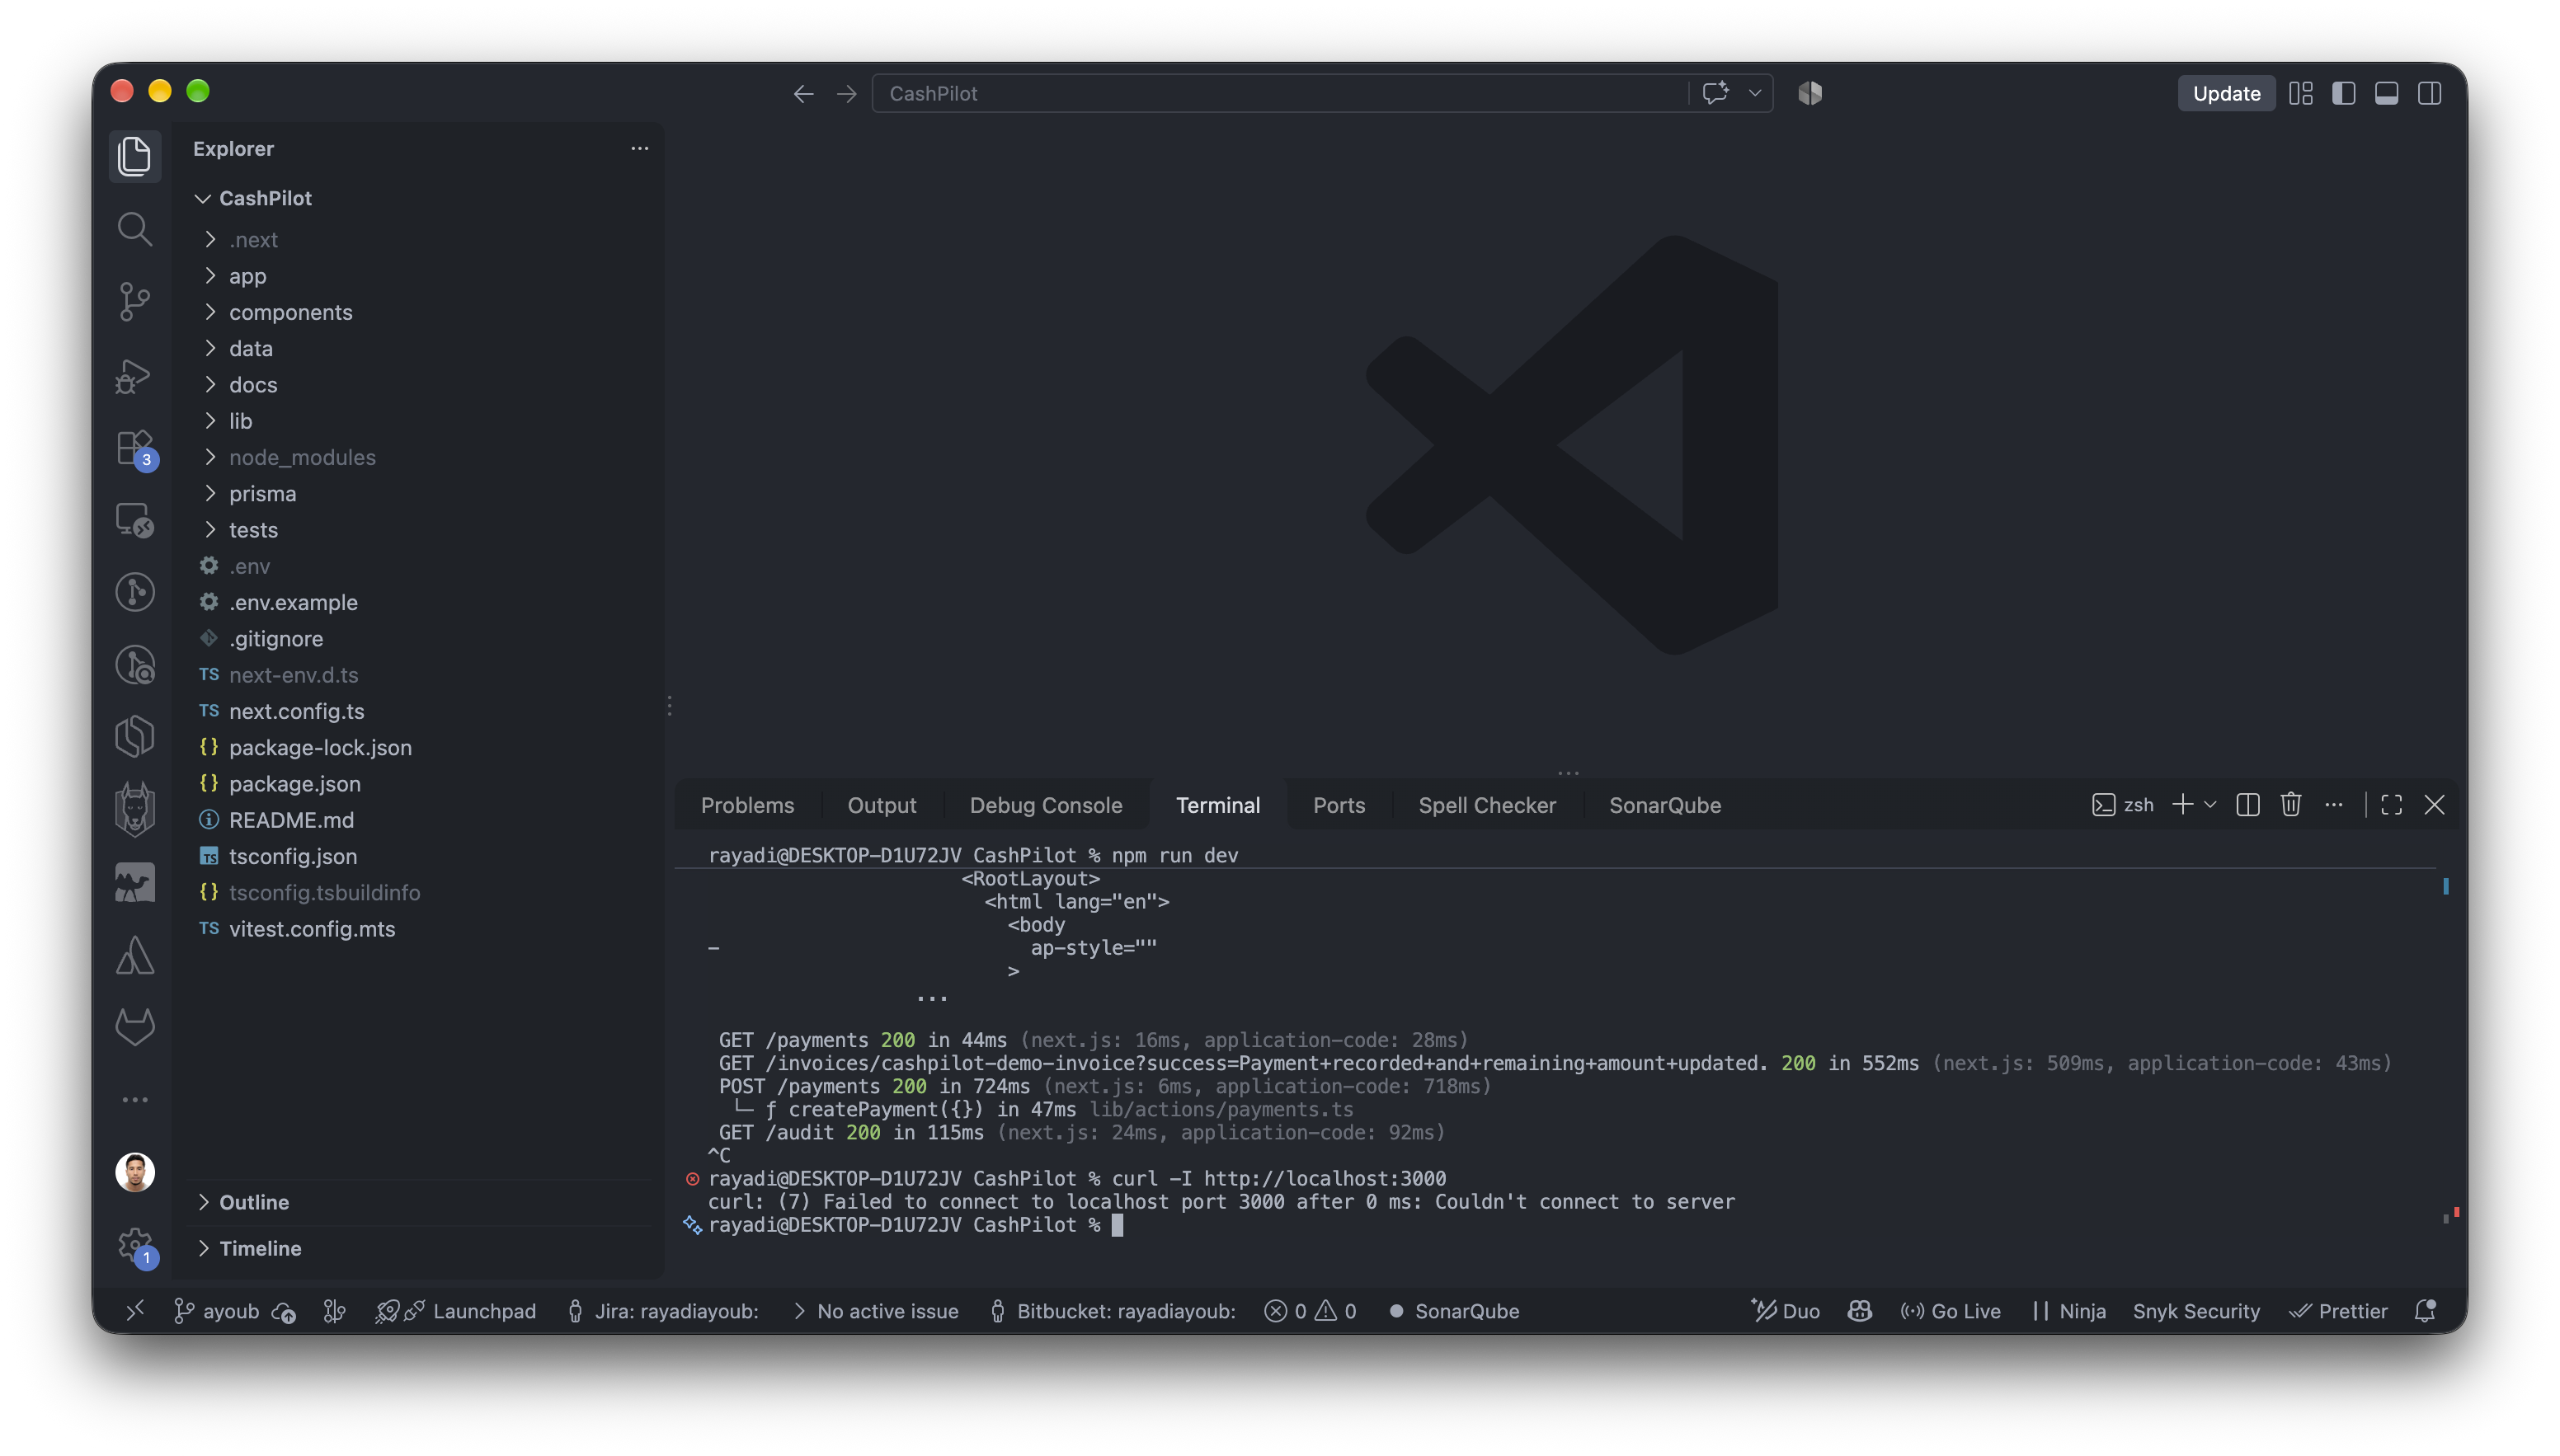 CashPilot
Update
Explorer
CashPilot
.next
app
components
data
docs
lib
node_modules
prisma
tests
.env
.env.example
.gitignore
TS next-env.d.ts
TS next.config.ts
{} package-lock.json
{} package.json
README.md
TS tsconfig.json
{} tsconfig.tsbuildinfo
TS vitest.config.mts
Outline
Timeline
3
1
Problems Output Debug Console Terminal Ports Spell Checker SonarQube zsh
rayadi@DESKTOP-D1U72JV CashPilot % npm run dev
<RootLayout>
<html lang="en">
<body
- ap-style=""
>
...
GET /payments 200 in 44ms (next.js: 16ms, application-code: 28ms)
GET /invoices/cashpilot-demo-invoice?success=Payment+recorded+and+remaining+amount+updated. 200 in 552ms (next.js: 509ms, application-code: 43ms)
POST /payments 200 in 724ms (next.js: 6ms, application-code: 718ms)
└─ ƒ createPayment({}) in 47ms lib/actions/payments.ts
GET /audit 200 in 115ms (next.js: 24ms, application-code: 92ms)
^C
rayadi@DESKTOP-D1U72JV CashPilot % curl -I http://localhost:3000
curl: (7) Failed to connect to localhost port 3000 after 0 ms: Couldn't connect to server
rayadi@DESKTOP-D1U72JV CashPilot %
ayoub Launchpad Jira: rayadiayoub: No active issue Bitbucket: rayadiayoub: 0 0 SonarQube Duo Go Live Ninja Snyk Security Prettier